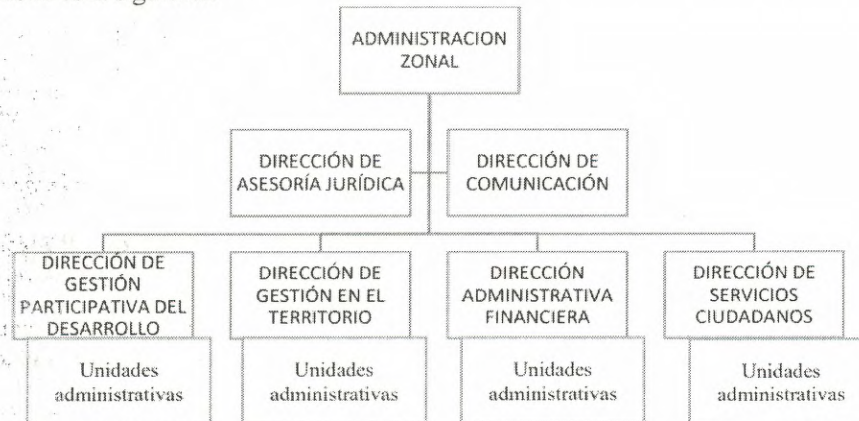 ADMINISTRACION
ZONAL
DIRECCIÓN DE
ASESORÍA JURÍDICA
DIRECCIÓN DE
COMUNICACIÓN
DIRECCIÓN DE
GESTIÓN
PARTICIPATIVA DEL
DESARROLLO
DIRECCIÓN DE
GESTIÓN EN EL
TERRITORIO
DIRECCIÓN
ADMINISTRATIVA
FINANCIERA
DIRECCIÓN DE
SERVICIOS
CIUDADANOS
Unidades
administrativas
Unidades
administrativas
Unidades
administrativas
Unidades
administrativas